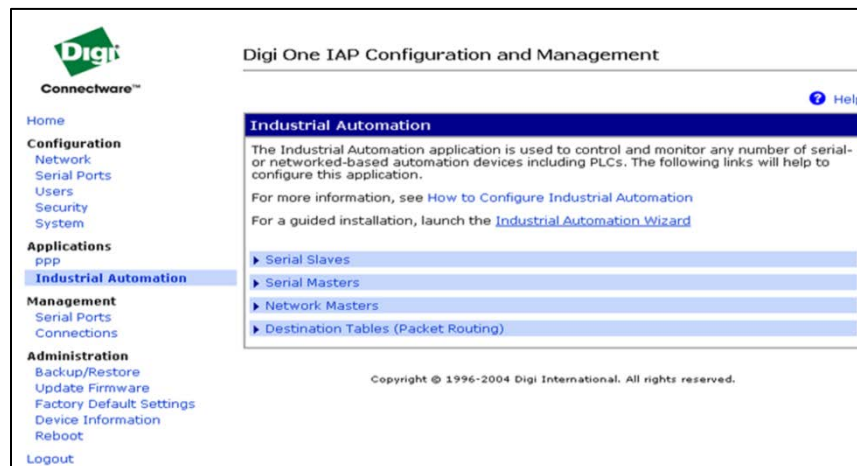 Digi
Connectware™
Digi One IAP Configuration and Management
Help
Home
Configuration
Network
Serial Ports
Users
Security
System
Applications
PPP
Industrial Automation
Management
Serial Ports
Connections
Administration
Backup/Restore
Update Firmware
Factory Default Settings
Device Information
Reboot
Logout
Industrial Automation
The Industrial Automation application is used to control and monitor any number of serial-
or networked-based automation devices including PLCs. The following links will help to
configure this application.
For more information, see How to Configure Industrial Automation
For a guided installation, launch the Industrial Automation Wizard
Serial Slaves
Serial Masters
Network Masters
Destination Tables (Packet Routing)
Copyright © 1996-2004 Digi International. All rights reserved.